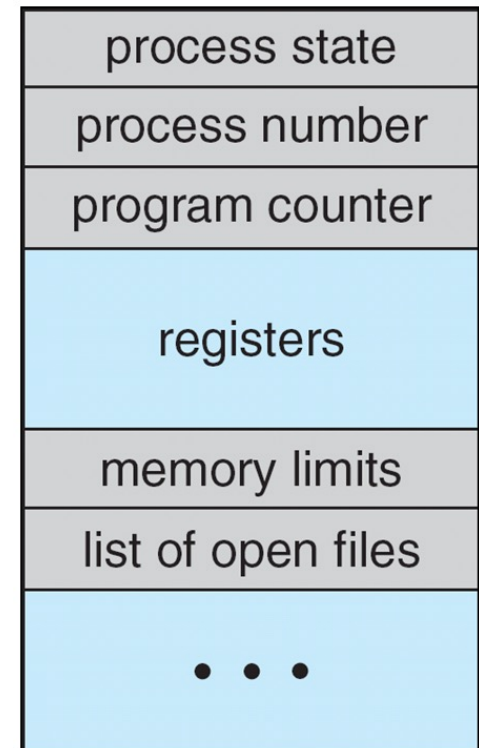 process state
process number
program counter
registers
memory limits
list of open files
• • •